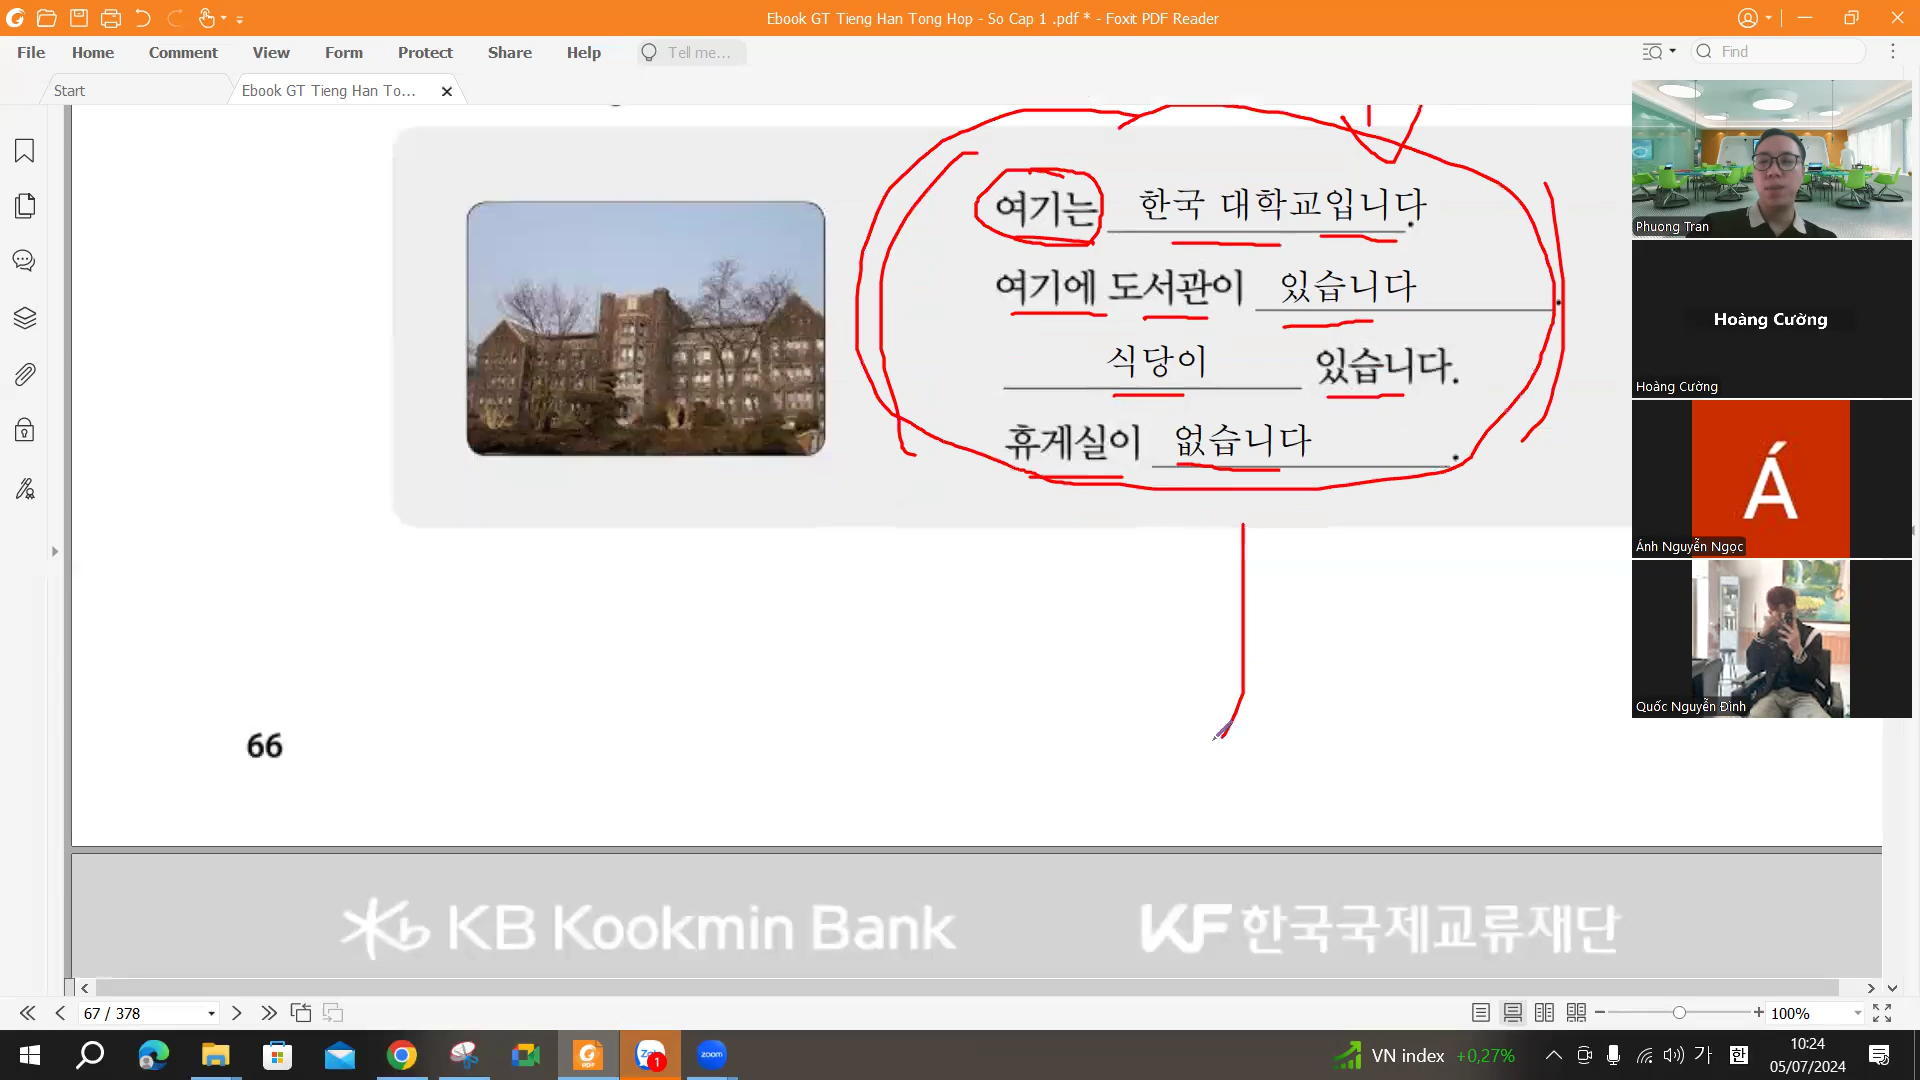 Ebook GT Tieng Han Tong Hop - So Cap 1 .pdf * - Foxit PDF Reader
File Home Comment View Form Protect Share Help Tell me... Find
Start Ebook GT Tieng Han To...
여기는 한국 대학교입니다.
여기에 도서관이 있습니다.
식당이 있습니다.
휴게실이 없습니다.
66
KB Kookmin Bank KF 한국국제교류재단
Phuong Tran
Hoàng Cường
Hoàng Cường
Á
Ánh Nguyễn Ngọc
Quốc Nguyễn Đình
67 / 378 100%
PDF 1 zoom VN index +0,27% 가 한 10:24
05/07/2024